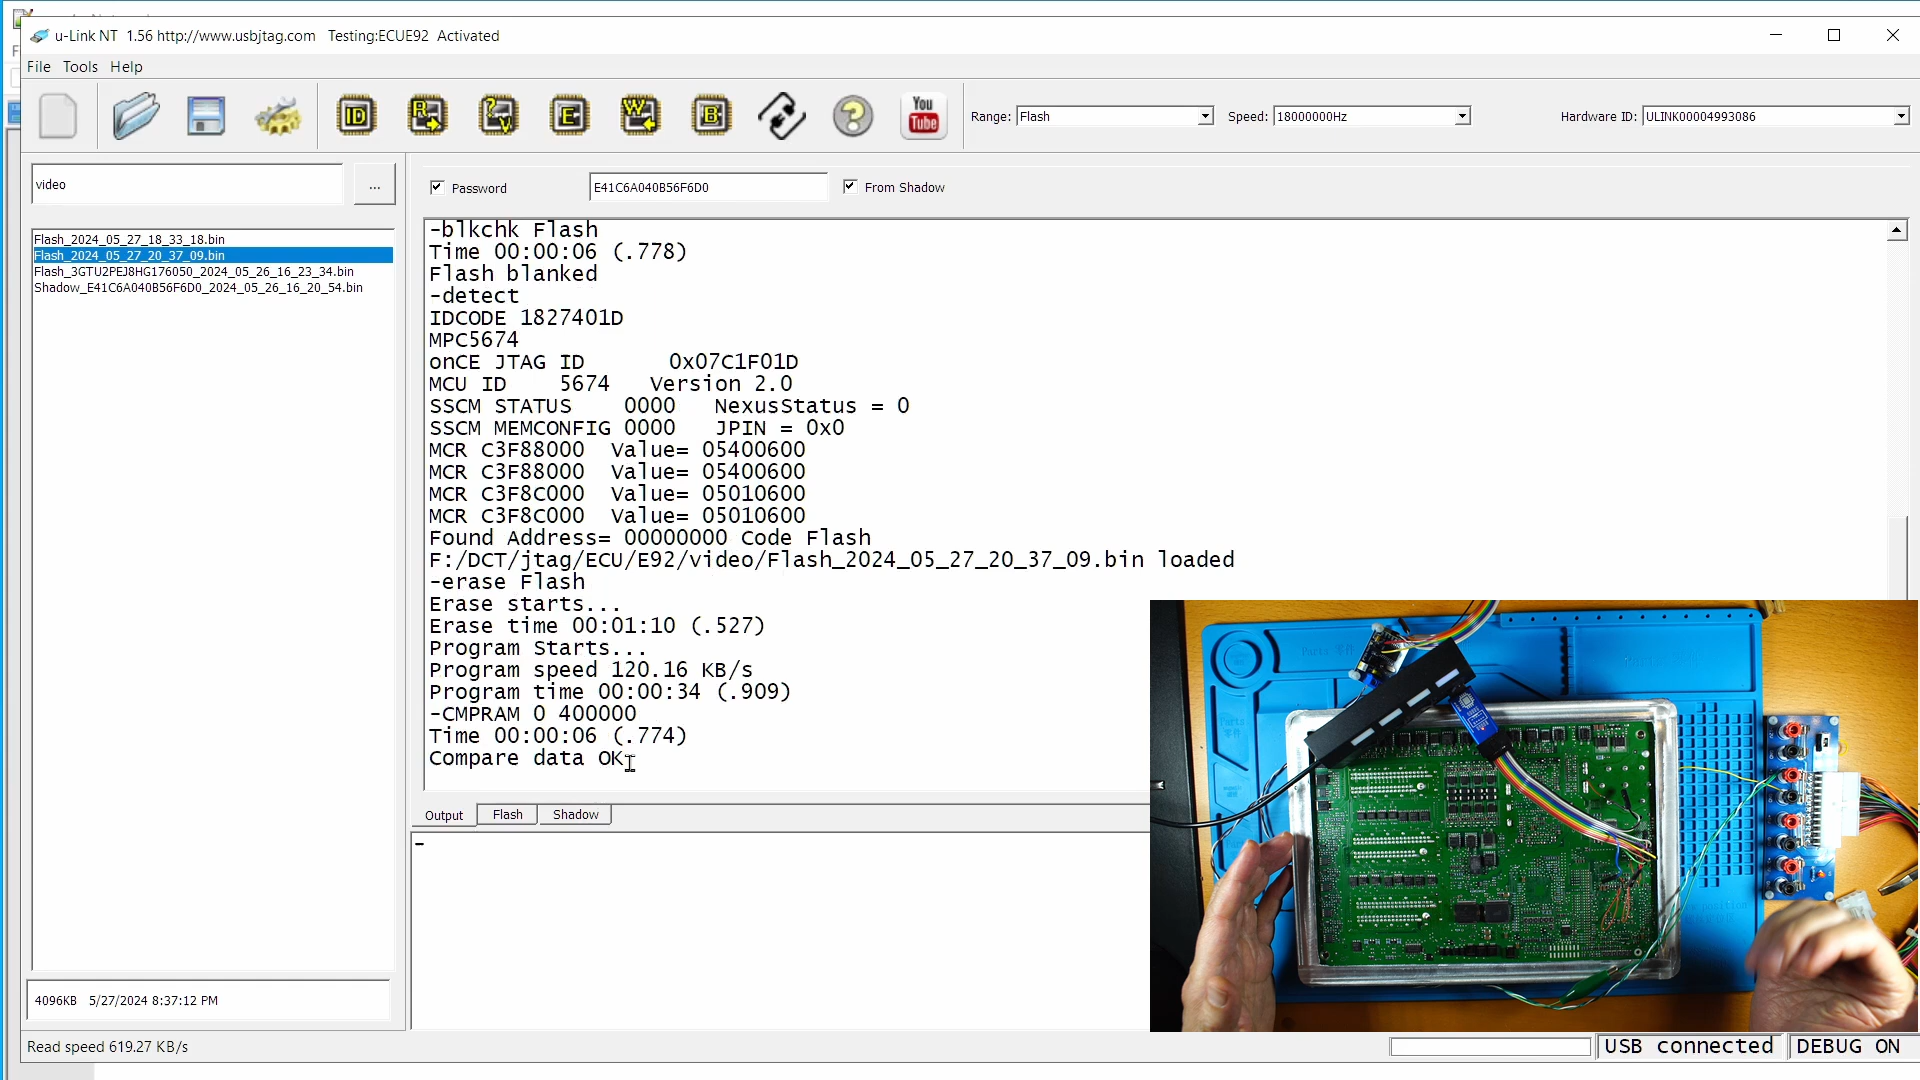 u-Link NT 1.56 http://www.usbjtag.com Testing:ECUE92 Activated
File Tools Help
ID R ? V E W B You Tube
Range: Flash Speed: 18000000Hz Hardware ID: ULINK00004993086
video ... Password E41C6A040B56F6D0 From Shadow
Flash_2024_05_27_18_33_18.bin
Flash_2024_05_27_20_37_09.bin
Flash_3GTU2PEJ8HG176050_2024_05_26_16_23_34.bin
Shadow_E41C6A040B56F6D0_2024_05_26_16_20_54.bin
-blkchk Flash
Time 00:00:06 (.778)
Flash blanked
-detect
IDCODE 1827401D
MPC5674
onCE JTAG ID 0x07C1F01D
MCU ID 5674 Version 2.0
SSCM STATUS 0000 NexusStatus = 0
SSCM MEMCONFIG 0000 JPIN = 0x0
MCR C3F88000 Value= 05400600
MCR C3F88000 Value= 05400600
MCR C3F8C000 Value= 05010600
MCR C3F8C000 Value= 05010600
Found Address= 00000000 Code Flash
F:/DCT/jtag/ECU/E92/video/Flash_2024_05_27_20_37_09.bin loaded
-erase Flash
Erase starts...
Erase time 00:01:10 (.527)
Program Starts...
Program speed 120.16 KB/s
Program time 00:00:34 (.909)
-CMPRAM 0 400000
Time 00:00:06 (.774)
Compare data OK
Output Flash Shadow
-
4096KB 5/27/2024 8:37:12 PM
Read speed 619.27 KB/s USB connected DEBUG ON